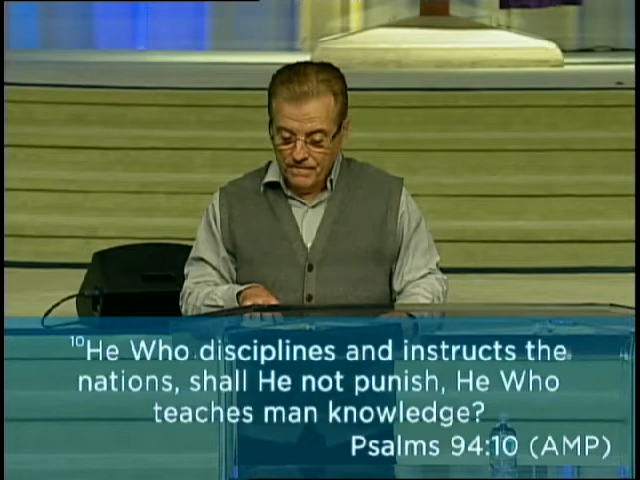 ¹⁰He Who disciplines and instructs the
nations, shall He not punish, He Who
teaches man knowledge?
Psalms 94:10 (AMP)